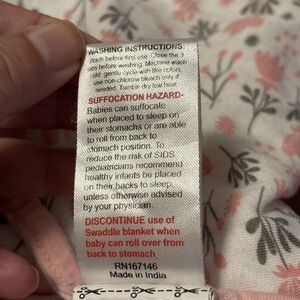 WASHING INSTRUCTIONS:
Wash before first use. Close the
before washing. Machine wash
cold gentle cycle with like colors
use non-chlorine bleach only if
needed. Tumble dry low heat.
SUFFOCATION HAZARD-
Babies can suffocate
when placed to sleep on
their stomachs or are able
to roll from back to
stomach position. To
reduce the risk of SIDS,
pediatricians recommend
healthy infants be placed
on their backs to sleep,
unless otherwise advised
by your physician.
DISCONTINUE use of
Swaddle blanket when
baby can roll over from
back to stomach
RN167146
Made in India